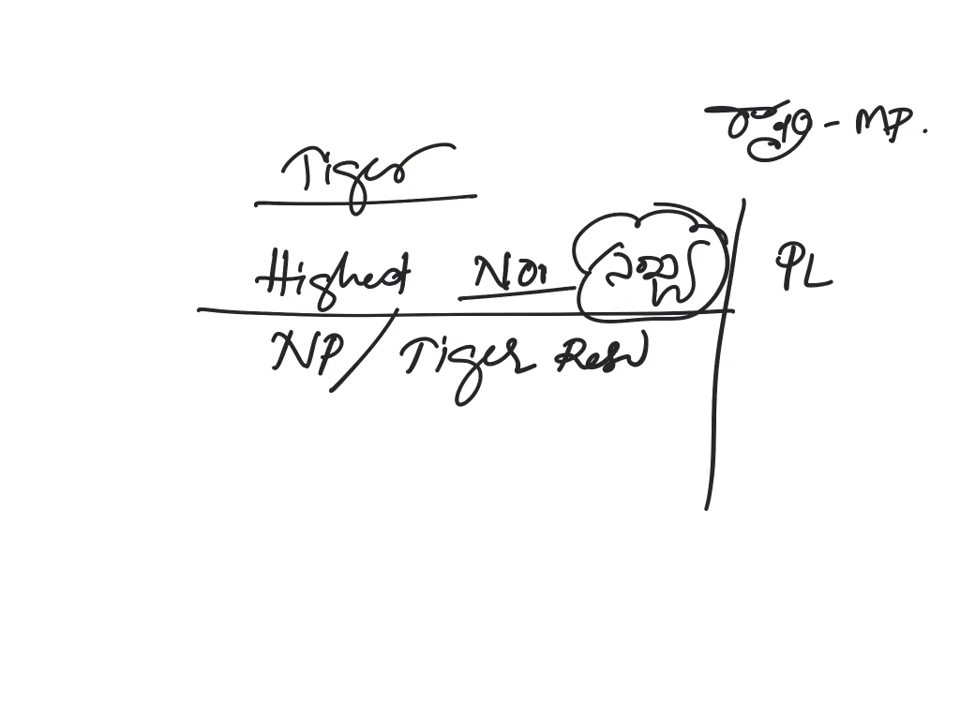 - MP.
Tiger
Highest No.
PL
NP / Tiger Resv